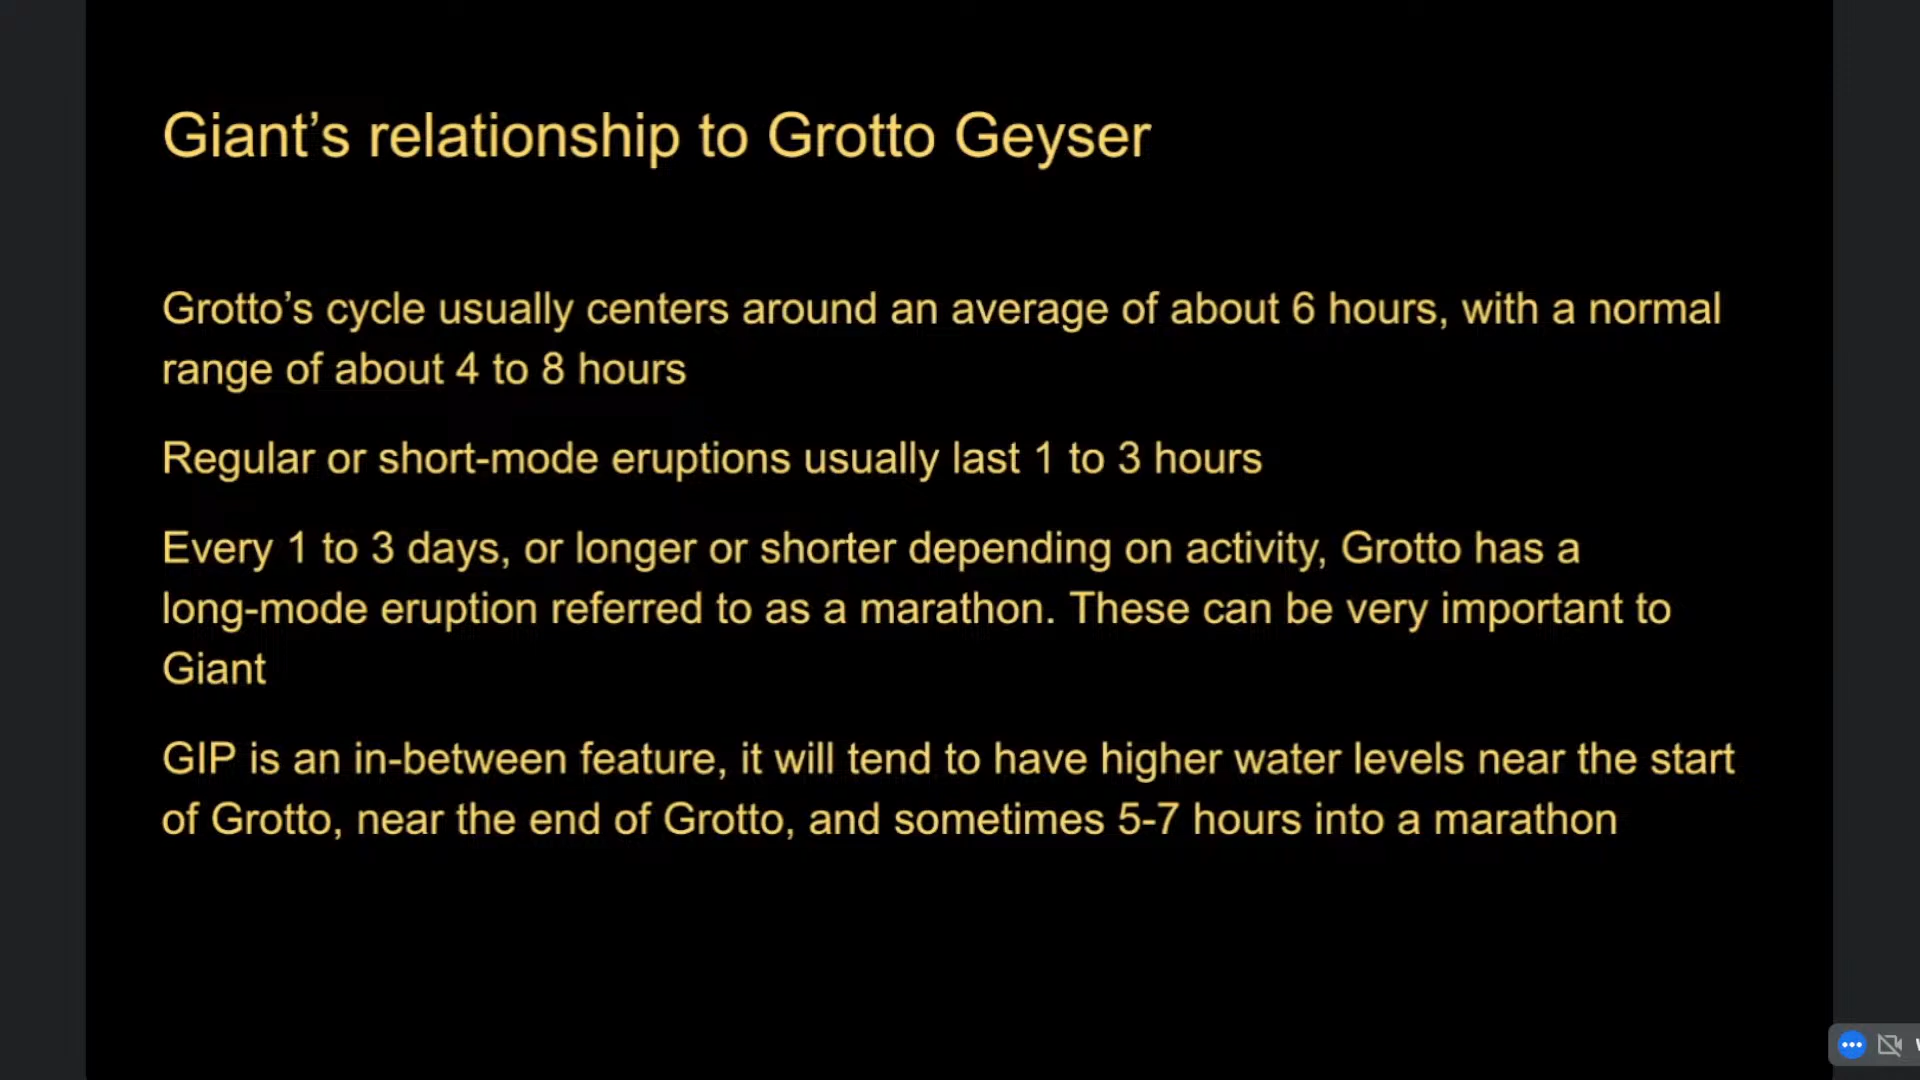 Giant’s relationship to Grotto Geyser
Grotto’s cycle usually centers around an average of about 6 hours, with a normal
range of about 4 to 8 hours
Regular or short-mode eruptions usually last 1 to 3 hours
Every 1 to 3 days, or longer or shorter depending on activity, Grotto has a
long-mode eruption referred to as a marathon. These can be very important to
Giant
GIP is an in-between feature, it will tend to have higher water levels near the start
of Grotto, near the end of Grotto, and sometimes 5-7 hours into a marathon